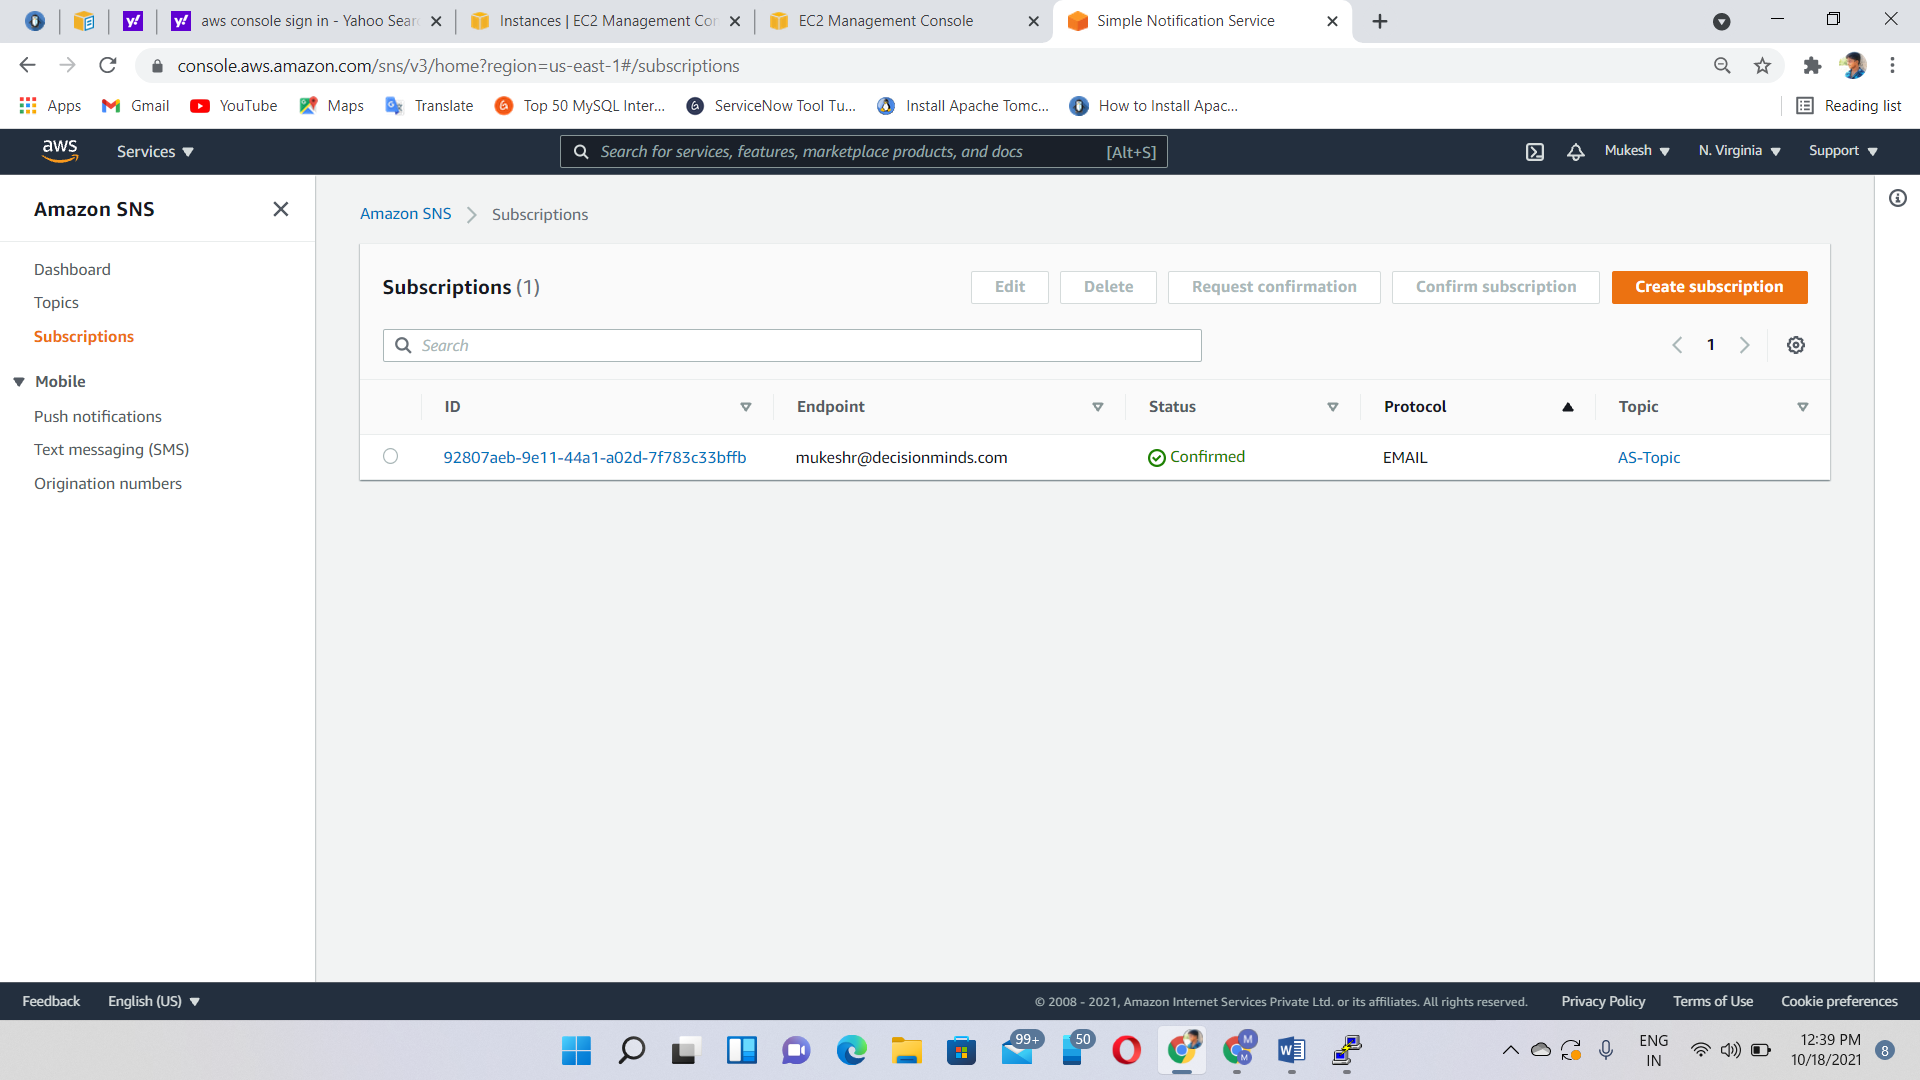 aws console sign in - Yahoo Sear
Instances | EC2 Management Con
EC2 Management Console
Simple Notification Service
console.aws.amazon.com/sns/v3/home?region=us-east-1#/subscriptions
Apps
Gmail
YouTube
Maps
Translate
Top 50 MySQL Inter...
ServiceNow Tool Tu...
Install Apache Tomc...
How to Install Apac...
Reading list
aws
Services
Search for services, features, marketplace products, and docs
[Alt+S]
Mukesh
N. Virginia
Support
Amazon SNS
Dashboard
Topics
Subscriptions
Mobile
Push notifications
Text messaging (SMS)
Origination numbers
Amazon SNS
Subscriptions
Subscriptions (1)
Edit
Delete
Request confirmation
Confirm subscription
Create subscription
Search
1
ID
Endpoint
Status
Protocol
Topic
92807aeb-9e11-44a1-a02d-7f783c33bffb
mukeshr@decisionminds.com
Confirmed
EMAIL
AS-Topic
Feedback
English (US)
© 2008 - 2021, Amazon Internet Services Private Ltd. or its affiliates. All rights reserved.
Privacy Policy
Terms of Use
Cookie preferences
99+
50
M
M
ENG
IN
12:39 PM
10/18/2021
8